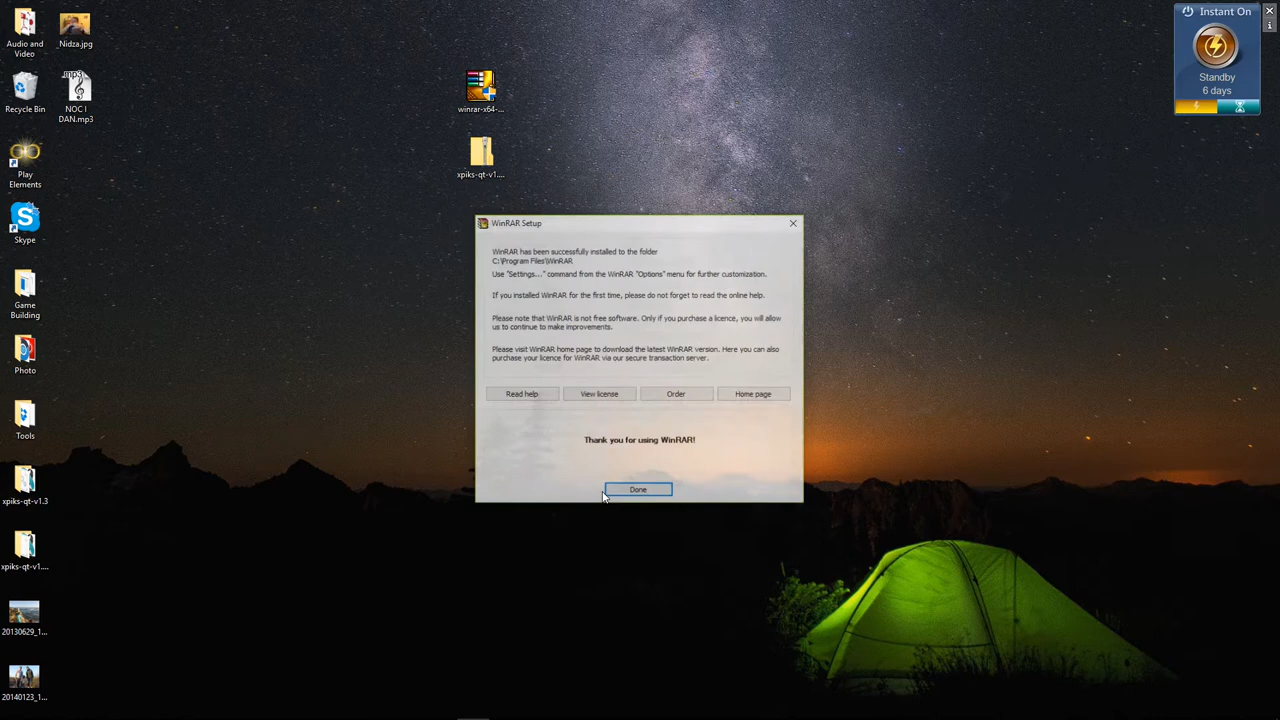 Audio and
Video
_Nidza.jpg
Recycle Bin
mp3
NOC I
DAN.mp3
Play
Elements
Skype
Game
Building
Photo
Tools
xpiks-qt-v1.3
xpiks-qt-v1....
20130629_1...
20140123_1...
winrar-x64-...
xpiks-qt-v1....
WinRAR Setup
WinRAR has been successfully installed to the folder
C:\Program Files\WinRAR
Use "Settings..." command from the WinRAR "Options" menu for further customization.
If you installed WinRAR for the first time, please do not forget to read the online help.
Please note that WinRAR is not free software. Only if you purchase a licence, you will allow
us to continue to make improvements.
Please visit WinRAR home page to download the latest WinRAR version. Here you can also
purchase your licence for WinRAR via our secure transaction server.
Read help
View license
Order
Home page
Thank you for using WinRAR!
Done
Instant On
Standby
6 days